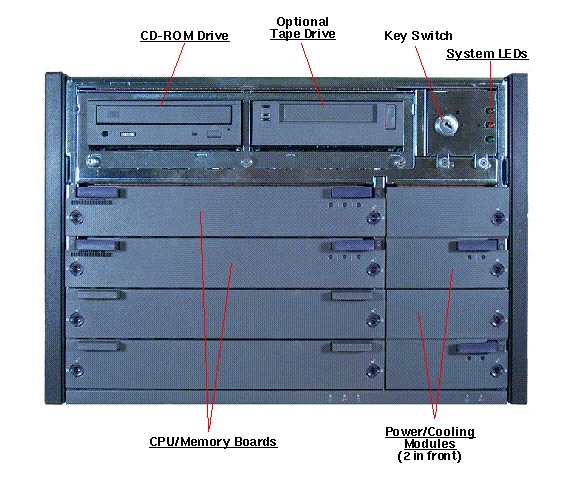 CD-ROM Drive
Optional
Tape Drive
Key Switch
System LEDs
CPU/Memory Boards
Power/Cooling
Modules
(2 in front)